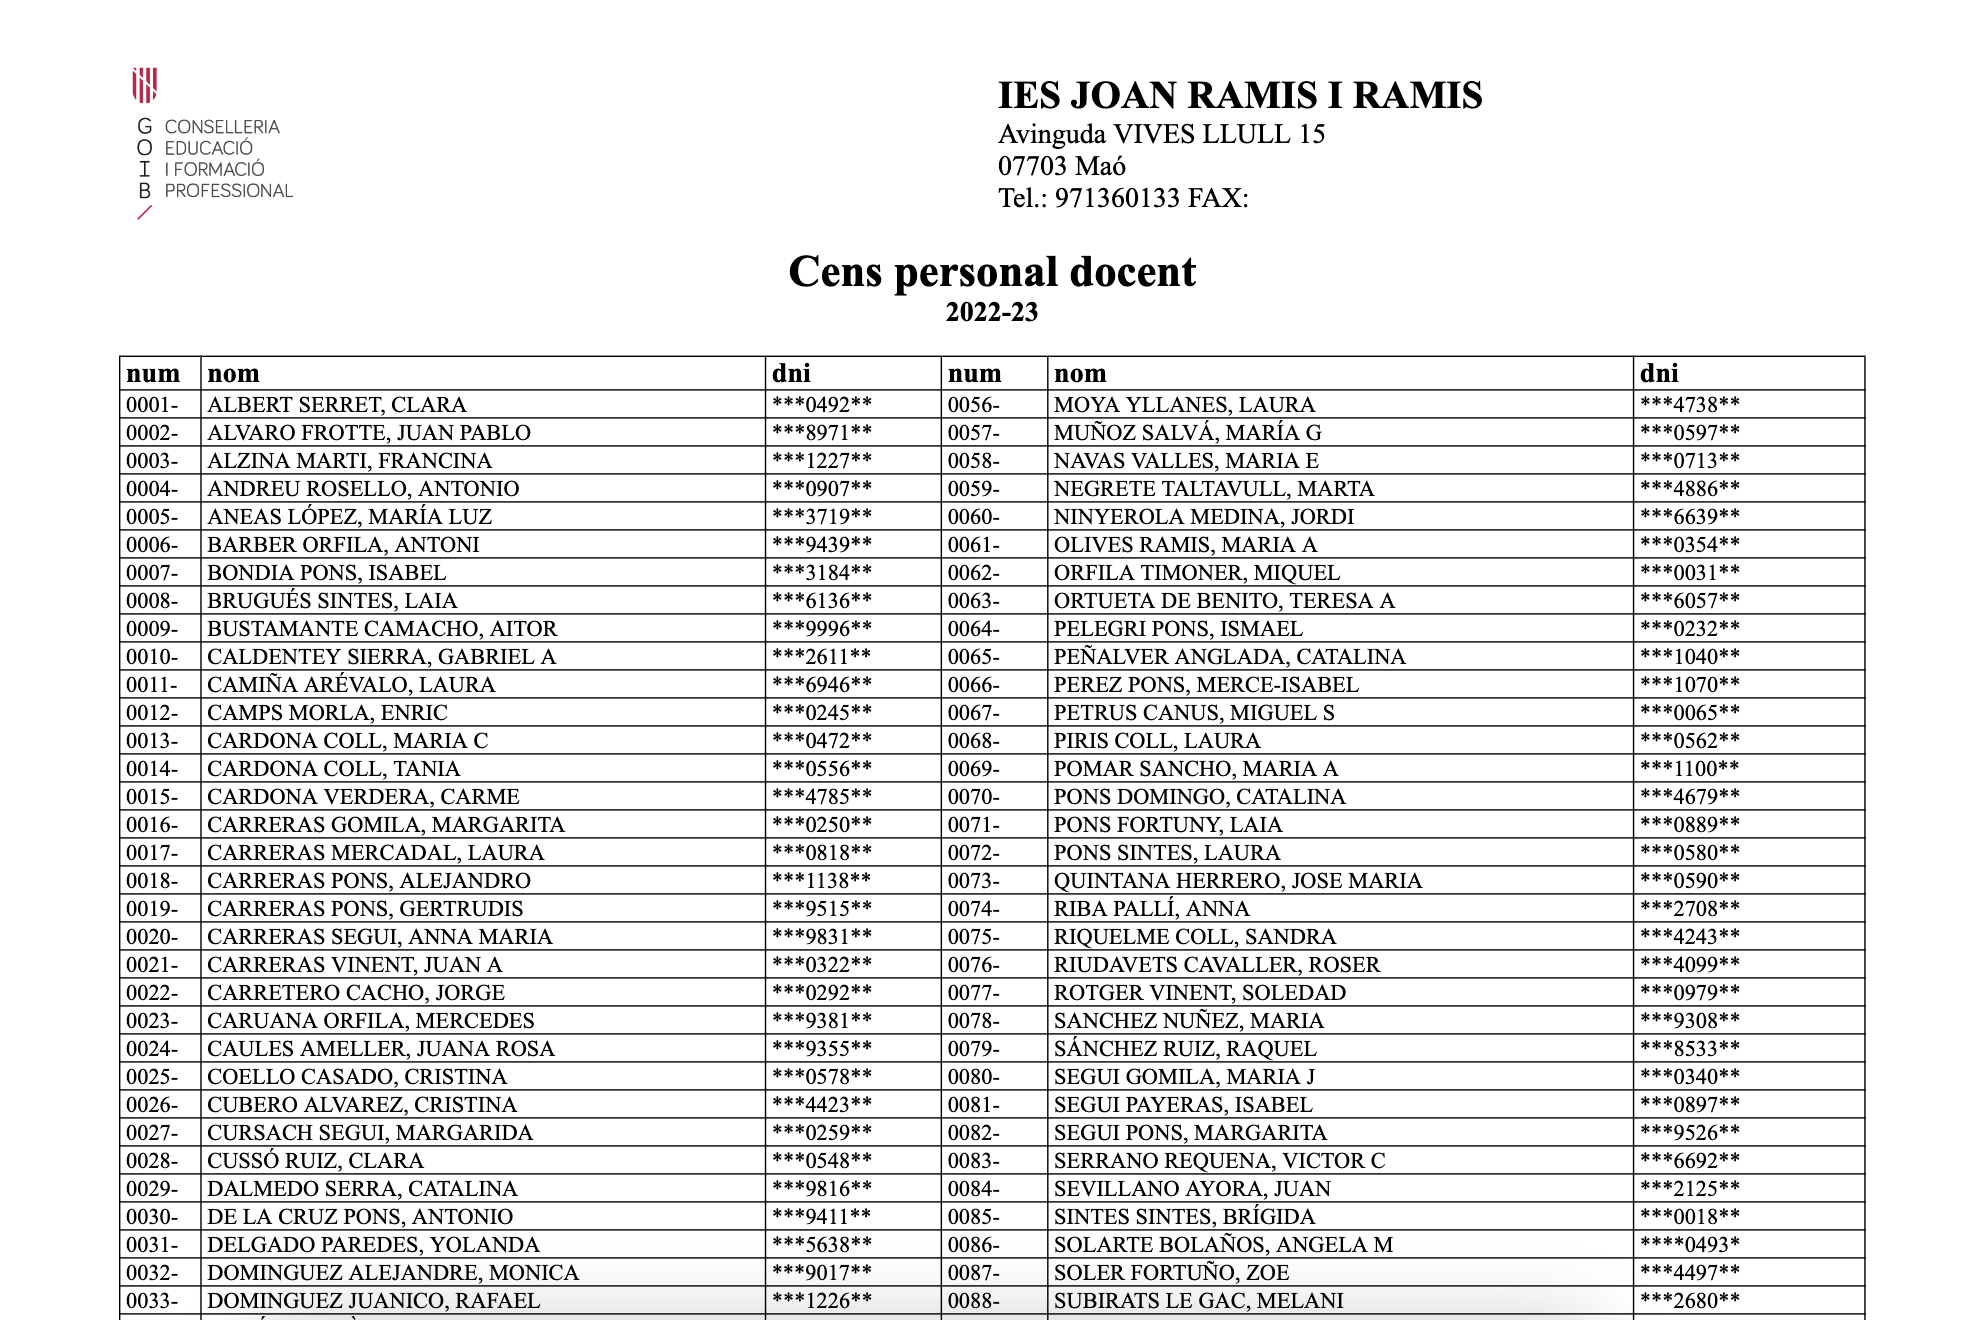 G CONSELLERIA
O EDUCACIÓ
I I FORMACIÓ
B PROFESSIONAL
/
IES JOAN RAMIS I RAMIS
Avinguda VIVES LLULL 15
07703 Maó
Tel.: 971360133 FAX:
Cens personal docent
2022-23
num nom dni num nom dni
0001- ALBERT SERRET, CLARA ***0492** 0056- MOYA YLLANES, LAURA ***4738**
0002- ALVARO FROTTE, JUAN PABLO ***8971** 0057- MUÑOZ SALVÁ, MARÍA G ***0597**
0003- ALZINA MARTI, FRANCINA ***1227** 0058- NAVAS VALLES, MARIA E ***0713**
0004- ANDREU ROSELLO, ANTONIO ***0907** 0059- NEGRETE TALTAVULL, MARTA ***4886**
0005- ANEAS LÓPEZ, MARÍA LUZ ***3719** 0060- NINYEROLA MEDINA, JORDI ***6639**
0006- BARBER ORFILA, ANTONI ***9439** 0061- OLIVES RAMIS, MARIA A ***0354**
0007- BONDIA PONS, ISABEL ***3184** 0062- ORFILA TIMONER, MIQUEL ***0031**
0008- BRUGUÉS SINTES, LAIA ***6136** 0063- ORTUETA DE BENITO, TERESA A ***6057**
0009- BUSTAMANTE CAMACHO, AITOR ***9996** 0064- PELEGRI PONS, ISMAEL ***0232**
0010- CALDENTEY SIERRA, GABRIEL A ***2611** 0065- PEÑALVER ANGLADA, CATALINA ***1040**
0011- CAMIÑA ARÉVALO, LAURA ***6946** 0066- PEREZ PONS, MERCE-ISABEL ***1070**
0012- CAMPS MORLA, ENRIC ***0245** 0067- PETRUS CANUS, MIGUEL S ***0065**
0013- CARDONA COLL, MARIA C ***0472** 0068- PIRIS COLL, LAURA ***0562**
0014- CARDONA COLL, TANIA ***0556** 0069- POMAR SANCHO, MARIA A ***1100**
0015- CARDONA VERDERA, CARME ***4785** 0070- PONS DOMINGO, CATALINA ***4679**
0016- CARRERAS GOMILA, MARGARITA ***0250** 0071- PONS FORTUNY, LAIA ***0889**
0017- CARRERAS MERCADAL, LAURA ***0818** 0072- PONS SINTES, LAURA ***0580**
0018- CARRERAS PONS, ALEJANDRO ***1138** 0073- QUINTANA HERRERO, JOSE MARIA ***0590**
0019- CARRERAS PONS, GERTRUDIS ***9515** 0074- RIBA PALLÍ, ANNA ***2708**
0020- CARRERAS SEGUI, ANNA MARIA ***9831** 0075- RIQUELME COLL, SANDRA ***4243**
0021- CARRERAS VINENT, JUAN A ***0322** 0076- RIUDAVETS CAVALLER, ROSER ***4099**
0022- CARRETERO CACHO, JORGE ***0292** 0077- ROTGER VINENT, SOLEDAD ***0979**
0023- CARUANA ORFILA, MERCEDES ***9381** 0078- SANCHEZ NUÑEZ, MARIA ***9308**
0024- CAULES AMELLER, JUANA ROSA ***9355** 0079- SÁNCHEZ RUIZ, RAQUEL ***8533**
0025- COELLO CASADO, CRISTINA ***0578** 0080- SEGUI GOMILA, MARIA J ***0340**
0026- CUBERO ALVAREZ, CRISTINA ***4423** 0081- SEGUI PAYERAS, ISABEL ***0897**
0027- CURSACH SEGUI, MARGARIDA ***0259** 0082- SEGUI PONS, MARGARITA ***9526**
0028- CUSSÓ RUIZ, CLARA ***0548** 0083- SERRANO REQUENA, VICTOR C ***6692**
0029- DALMEDO SERRA, CATALINA ***9816** 0084- SEVILLANO AYORA, JUAN ***2125**
0030- DE LA CRUZ PONS, ANTONIO ***9411** 0085- SINTES SINTES, BRÍGIDA ***0018**
0031- DELGADO PAREDES, YOLANDA ***5638** 0086- SOLARTE BOLAÑOS, ANGELA M ****0493*
0032- DOMINGUEZ ALEJANDRE, MONICA ***9017** 0087- SOLER FORTUÑO, ZOE ***4497**
0033- DOMINGUEZ JUANICO, RAFAEL ***1226** 0088- SUBIRATS LE GAC, MELANI ***2680**